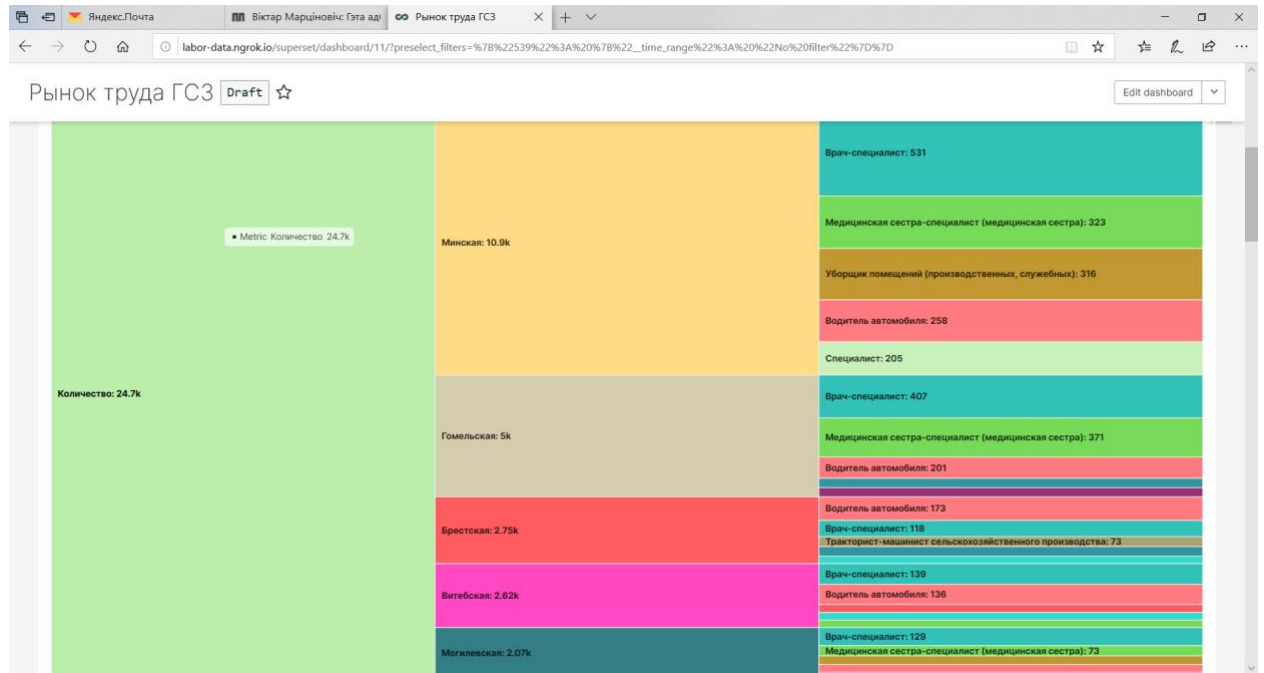 Яндекс.Почта
Віктар Марціновіч: Гэта ад
Рынок труда ГСЗ
labor-data.ngrok.io/superset/dashboard/11/?preselect_filters=%7B%22539%22%3A%20%7B%22__time_range%22%3A%20%22No%20filter%22%7D%7D
Рынок труда ГСЗ Draft
Edit dashboard
Количество: 24.7k
Metric Количество 24.7k
Минская: 10.9k
Врач-специалист: 531
Медицинская сестра-специалист (медицинская сестра): 323
Уборщик помещений (производственных, служебных): 316
Водитель автомобиля: 258
Специалист: 205
Гомельская: 5k
Врач-специалист: 407
Медицинская сестра-специалист (медицинская сестра): 371
Водитель автомобиля: 201
Брестская: 2.75k
Водитель автомобиля: 173
Врач-специалист: 118
Тракторист-машинист сельскохозяйственного производства: 73
Витебская: 2.62k
Врач-специалист: 139
Водитель автомобиля: 136
Могилевская: 2.07k
Врач-специалист: 129
Медицинская сестра-специалист (медицинская сестра): 73